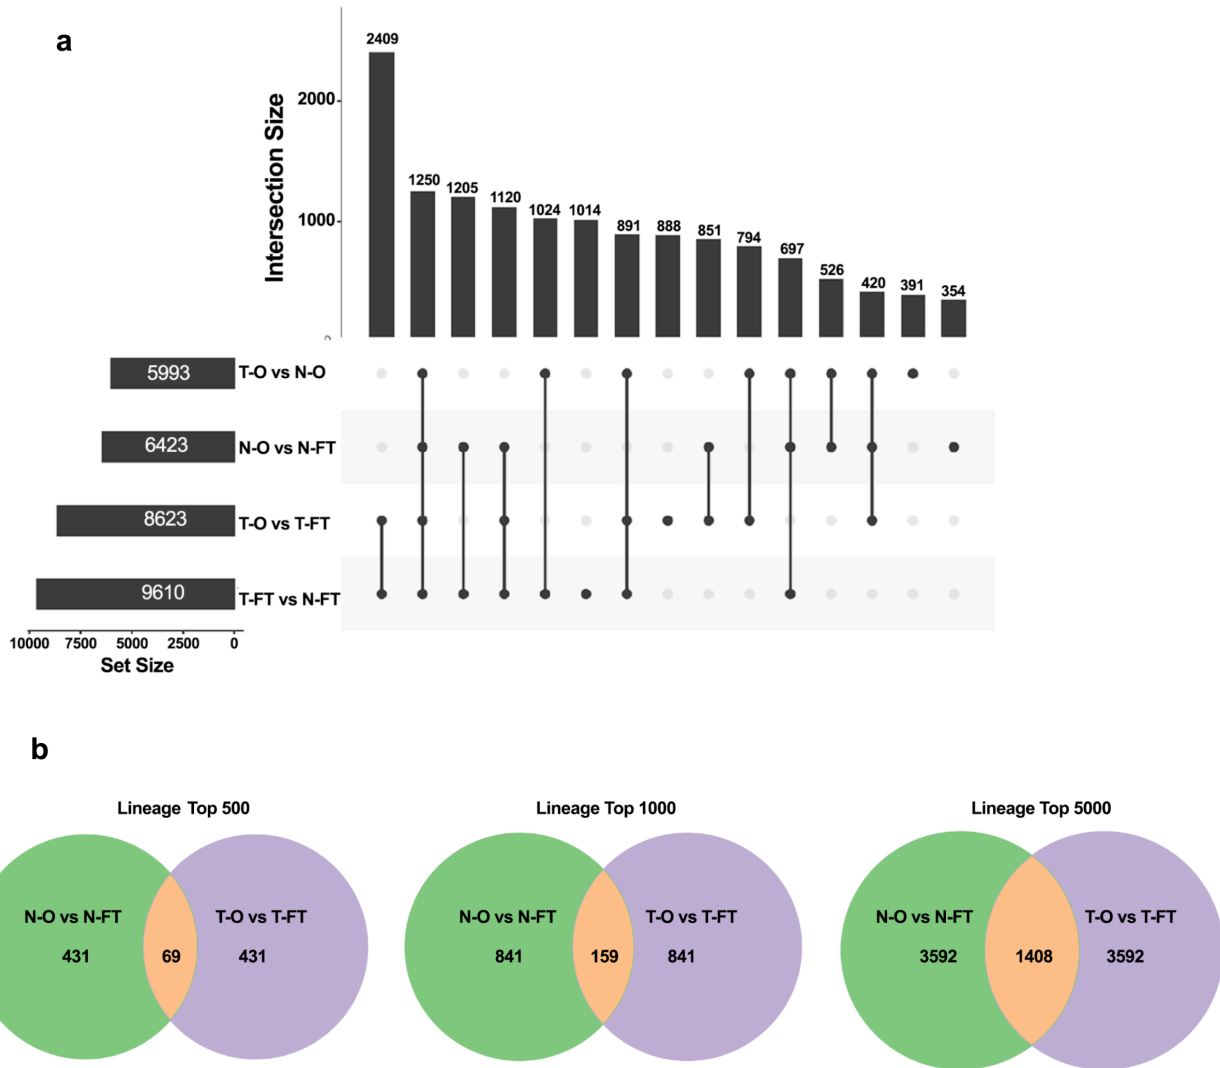 a
Intersection Size
2000
1000
2409
1250
1205
1120
1024
1014
891
888
851
794
697
526
420
391
354
5993 T-O vs N-O
6423 N-O vs N-FT
8623 T-O vs T-FT
9610 T-FT vs N-FT
10000 7500 5000 2500 0
Set Size
b
Lineage Top 500
N-O vs N-FT
431
69
T-O vs T-FT
431
Lineage Top 1000
N-O vs N-FT
841
159
T-O vs T-FT
841
Lineage Top 5000
N-O vs N-FT
3592
1408
T-O vs T-FT
3592